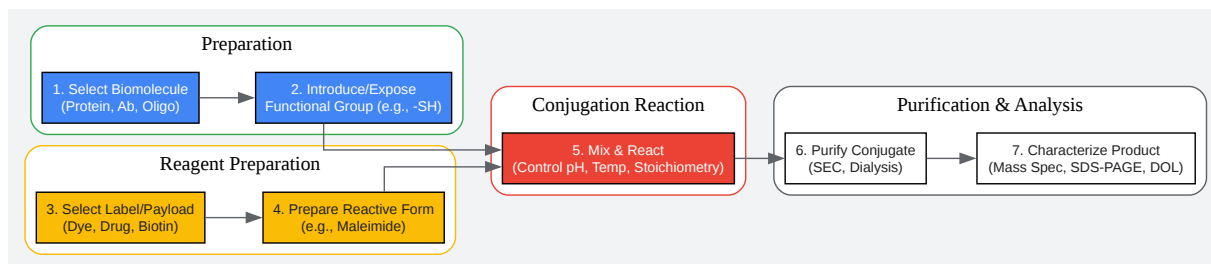 Preparation
1. Select Biomolecule
(Protein, Ab, Oligo)
2. Introduce/Expose
Functional Group (e.g., -SH)
Reagent Preparation
3. Select Label/Payload
(Dye, Drug, Biotin)
4. Prepare Reactive Form
(e.g., Maleimide)
Conjugation Reaction
5. Mix & React
(Control pH, Temp, Stoichiometry)
Purification & Analysis
6. Purify Conjugate
(SEC, Dialysis)
7. Characterize Product
(Mass Spec, SDS-PAGE, DOL)